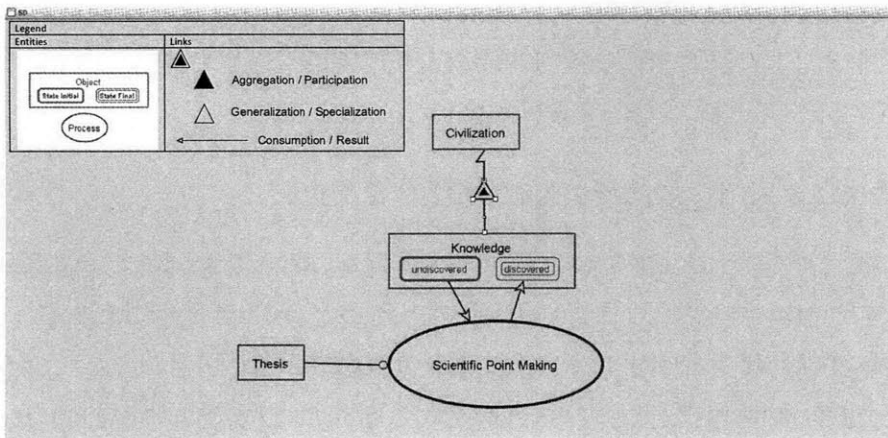 SD
Legend
Entities
Links
Object
State Initial
State Final
Process
Aggregation / Participation
Generalization / Specialization
Consumption / Result
Civilization
Knowledge
undiscovered
discovered
Thesis
Scientific Point Making